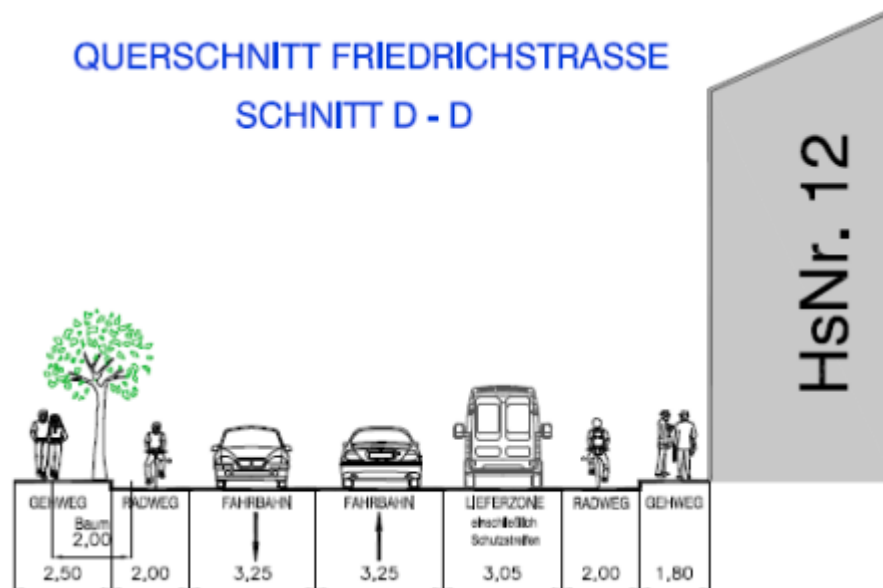 QUERSCHNITT FRIEDRICHSTRASSE
SCHNITT D - D
HsNr. 12
GEHWEG RADWEG FAHRBAHN FAHRBAHN LIEFERZONE RADWEG GEHWEG
einschließlich
Schutzstreifen
Baum
2,00
2,50 2,00 3,25 3,25 3,05 2,00 1,80